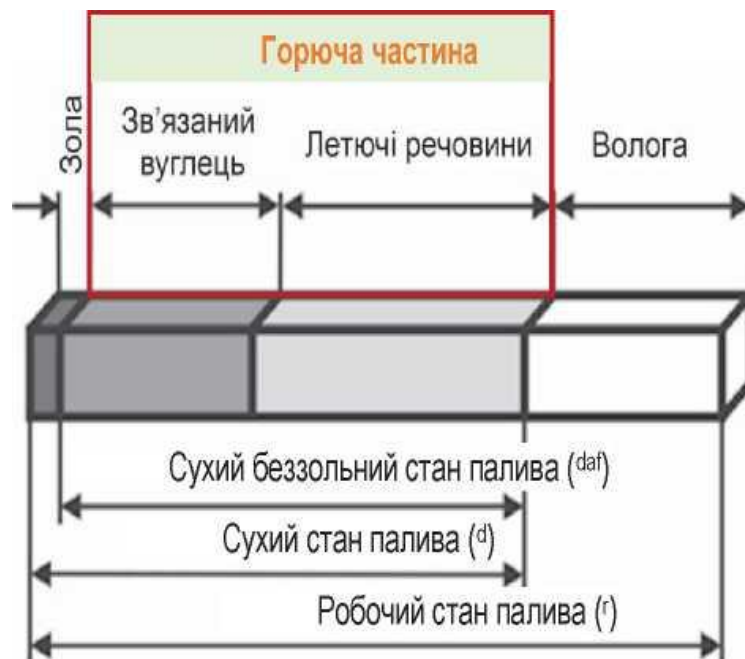 Горюча частина
Зола
Зв’язаний
вуглець
Летючі речовини
Волога
Сухий беззольний стан палива (daf)
Сухий стан палива (d)
Робочий стан палива (r)